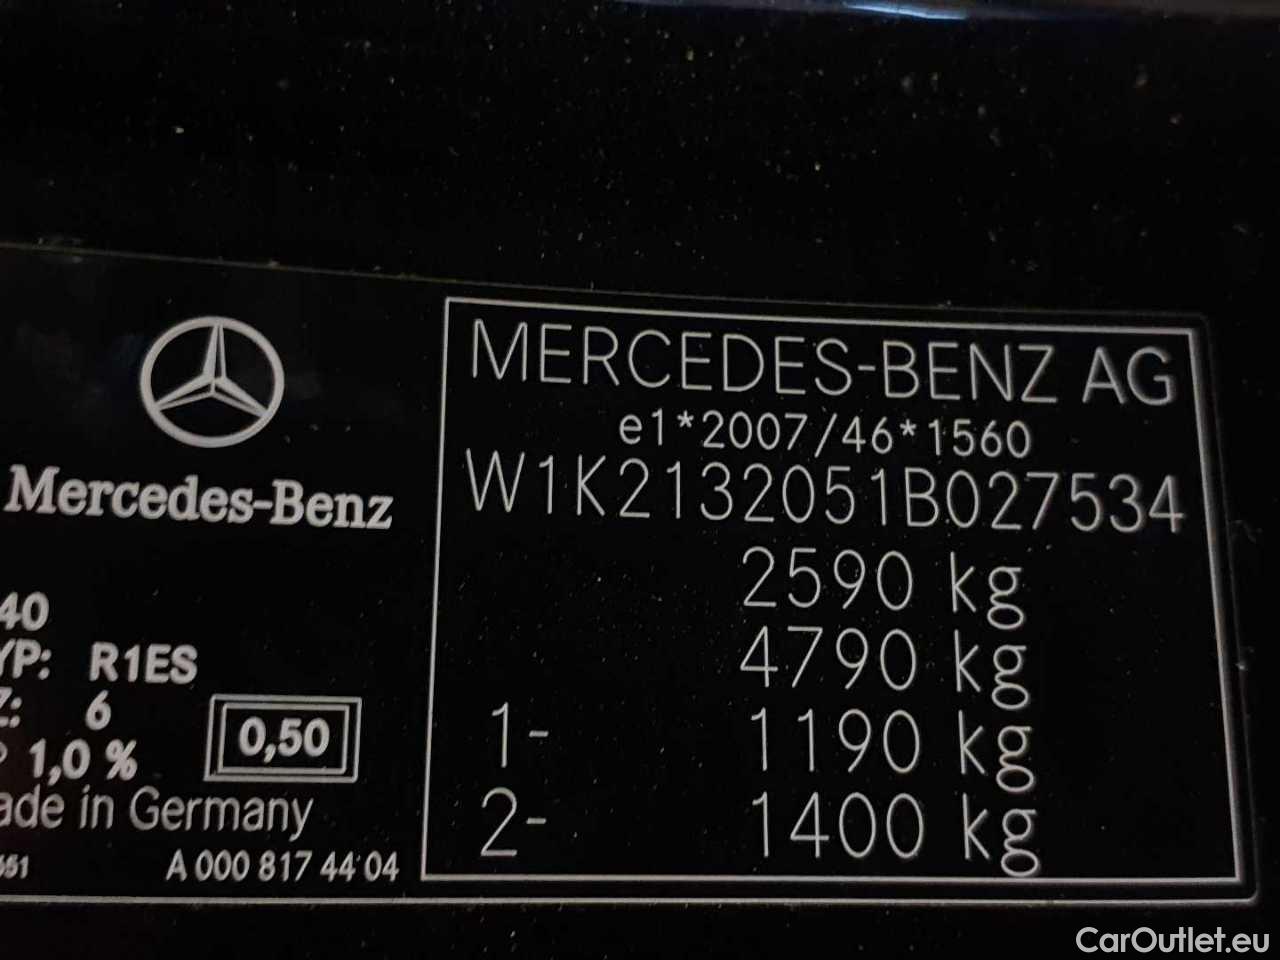 Mercedes-Benz
40
YP: R1ES
Z: 6
1,0 %
0,50
ade in Germany
651
A 000 817 44 04
MERCEDES-BENZ AG
e1*2007/46*1560
W1K2132051B027534
2590 kg
4790 kg
1- 1190 kg
2- 1400 kg
CarOutlet.eu